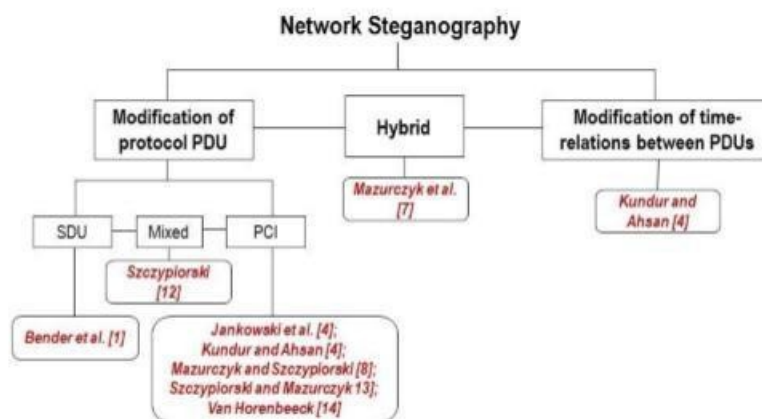 Network Steganography
Modification of
protocol PDU
Hybrid
Modification of time-
relations between PDUs
Mazurczyk et al.
[7]
Kundur and
Ahsan [4]
SDU
Mixed
PCI
Szczypiorski
[12]
Bender et al. [1]
Jankowski et al. [4];
Kundur and Ahsan [4];
Mazurczyk and Szczypiorski [8];
Szczypiorski and Mazurczyk 13];
Van Horenbeeck [14]